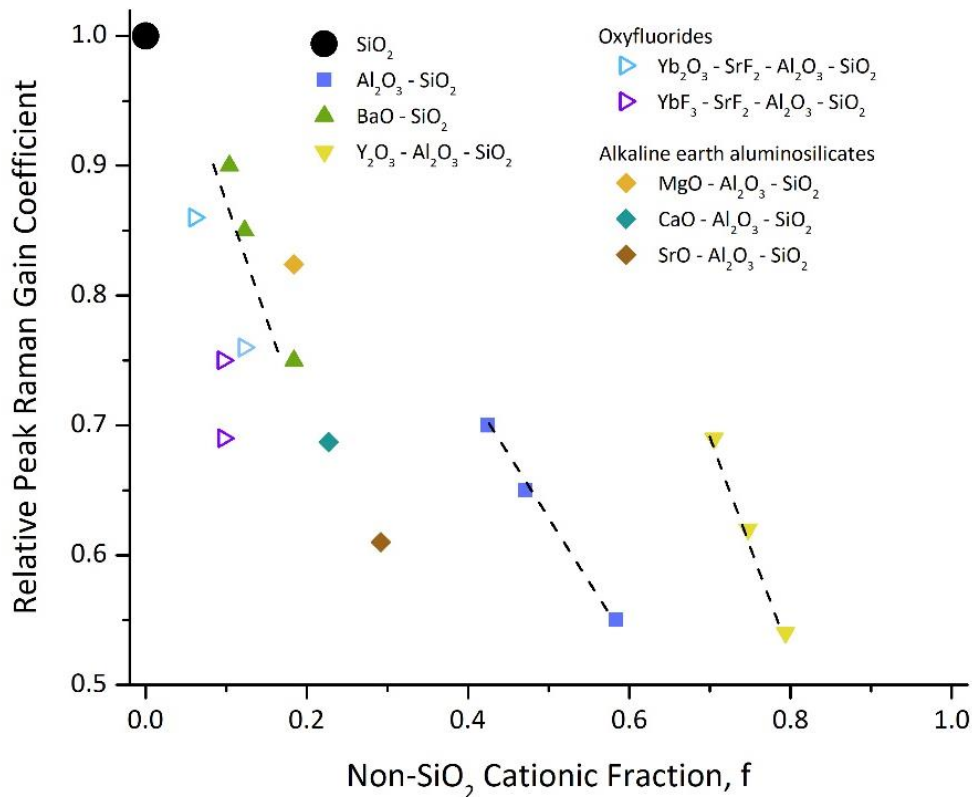 Relative Peak Raman Gain Coefficient
1.0
0.9
0.8
0.7
0.6
0.5
SiO₂
Al₂O₃ - SiO₂
BaO - SiO₂
Y₂O₃ - Al₂O₃ - SiO₂
Oxyfluorides
Yb₂O₃ - SrF₂ - Al₂O₃ - SiO₂
YbF₃ - SrF₂ - Al₂O₃ - SiO₂
Alkaline earth aluminosilicates
MgO - Al₂O₃ - SiO₂
CaO - Al₂O₃ - SiO₂
SrO - Al₂O₃ - SiO₂
0.0 0.2 0.4 0.6 0.8 1.0
Non-SiO₂ Cationic Fraction, f